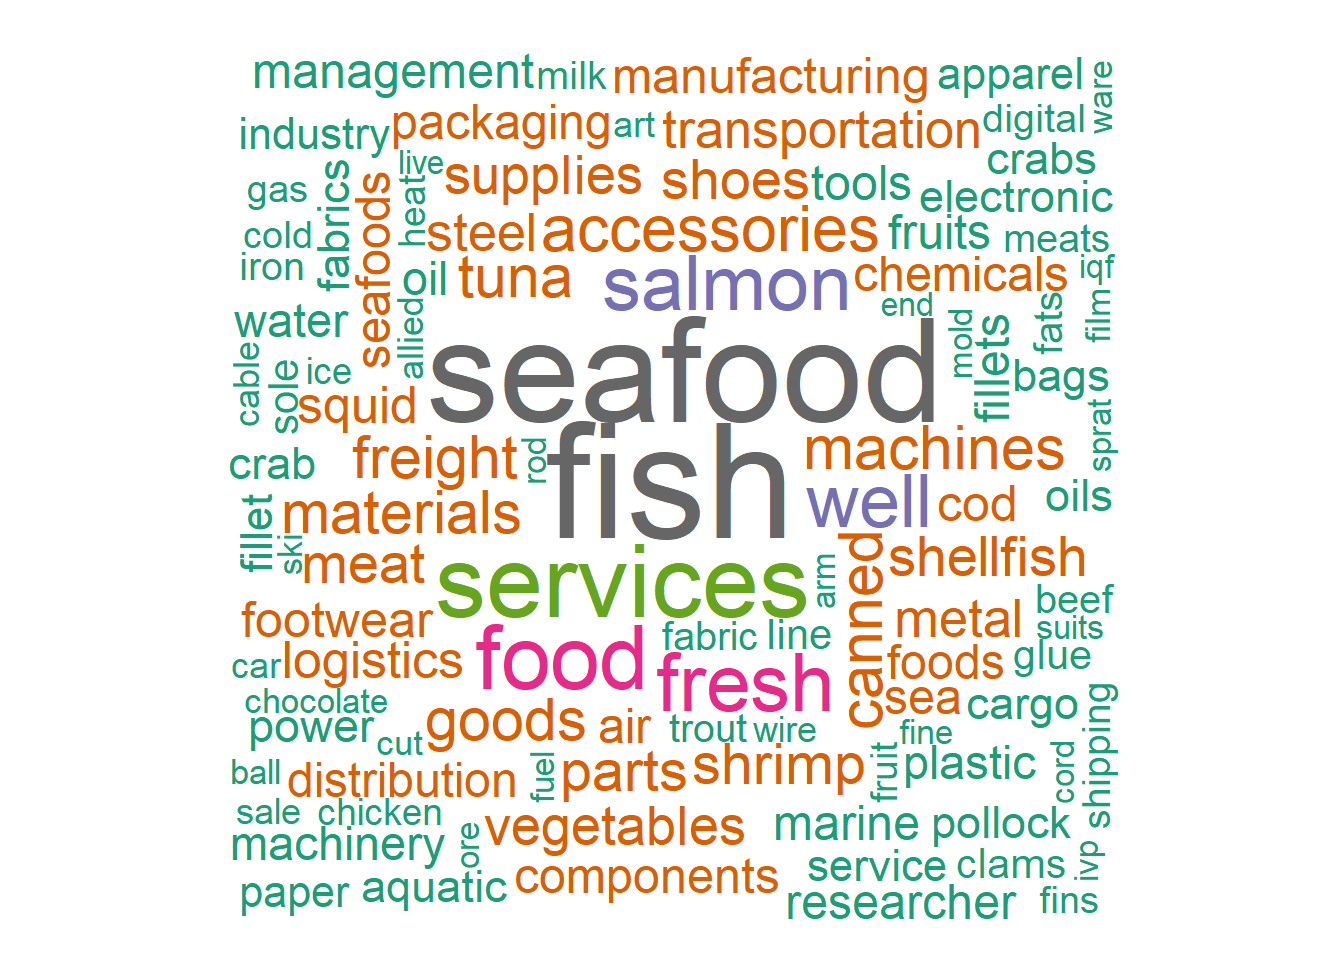 management milk manufacturing apparel ware
industry packaging art transportation digital
live supplies shoes tools crabs
gas fabrics seafoods heat electronic
cold steel accessories fruits meats
iron oil tuna salmon chemicals iqf
water allied end mold fillets fats film
cable sole ice seafood bags
squid sprat
crab freight rod fish machines
fillet materials well cod oils
ski meat services arm canned shellfish
footwear fabric line metal beef
suits
car logistics food fresh foods glue
chocolate sea cargo
power cut goods air trout wire fine shipping
ball distribution fuel parts shrimp fruit plastic cord
sale chicken
machinery ore vegetables marine pollock
paper aquatic components service clams ivp
researcher fins